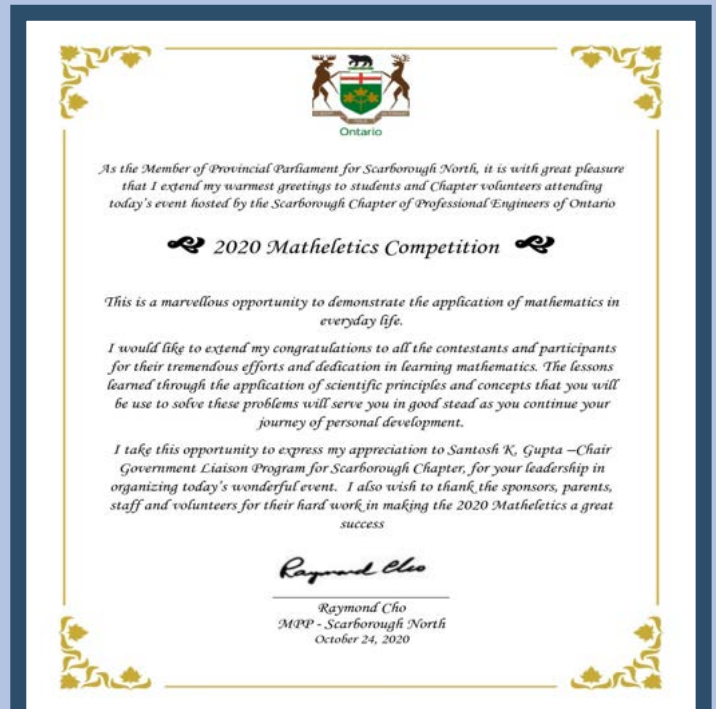 Ontario
As the Member of Provincial Parliament for Scarborough North, it is with great pleasure
that I extend my warmest greetings to students and Chapter volunteers attending
today's event hosted by the Scarborough Chapter of Professional Engineers of Ontario
2020 Matheletics Competition
This is a marvellous opportunity to demonstrate the application of mathematics in
everyday life.
I would like to extend my congratulations to all the contestants and participants
for their tremendous efforts and dedication in learning mathematics. The lessons
learned through the application of scientific principles and concepts that you will
be use to solve these problems will serve you in good stead as you continue your
journey of personal development.
I take this opportunity to express my appreciation to Santosh K, Gupta –Chair
Government Liaison Program for Scarborough Chapter, for your leadership in
organizing today's wonderful event. I also wish to thank the sponsors, parents,
staff and volunteers for their hard work in making the 2020 Matheletics a great
success
Raymond Cho
Raymond Cho
MPP - Scarborough North
October 24, 2020